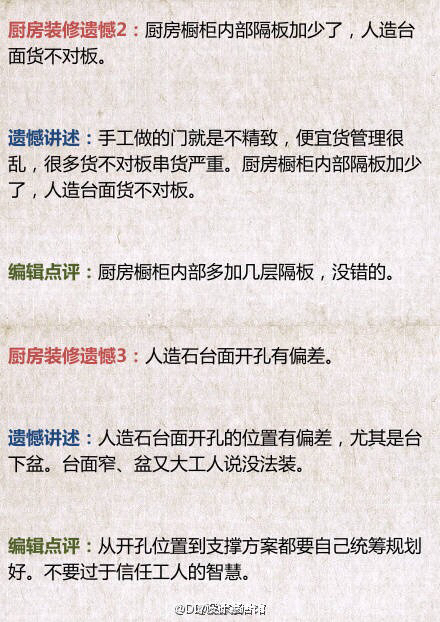 厨房装修遗憾2：厨房橱柜内部隔板加少了，人造台
面货不对板。
遗憾讲述：手工做的门就是不精致，便宜货管理很
乱，很多货不对板串货严重。厨房橱柜内部隔板加少
了，人造台面货不对板。
编辑点评：厨房橱柜内部多加几层隔板，没错的。
厨房装修遗憾3：人造石台面开孔有偏差。
遗憾讲述：人造石台面开孔的位置有偏差，尤其是台
下盆。台面窄、盆又大工人说没法装。
编辑点评：从开孔位置到支撑方案都要自己统筹规划
好。不要过于信任工人的智慧。